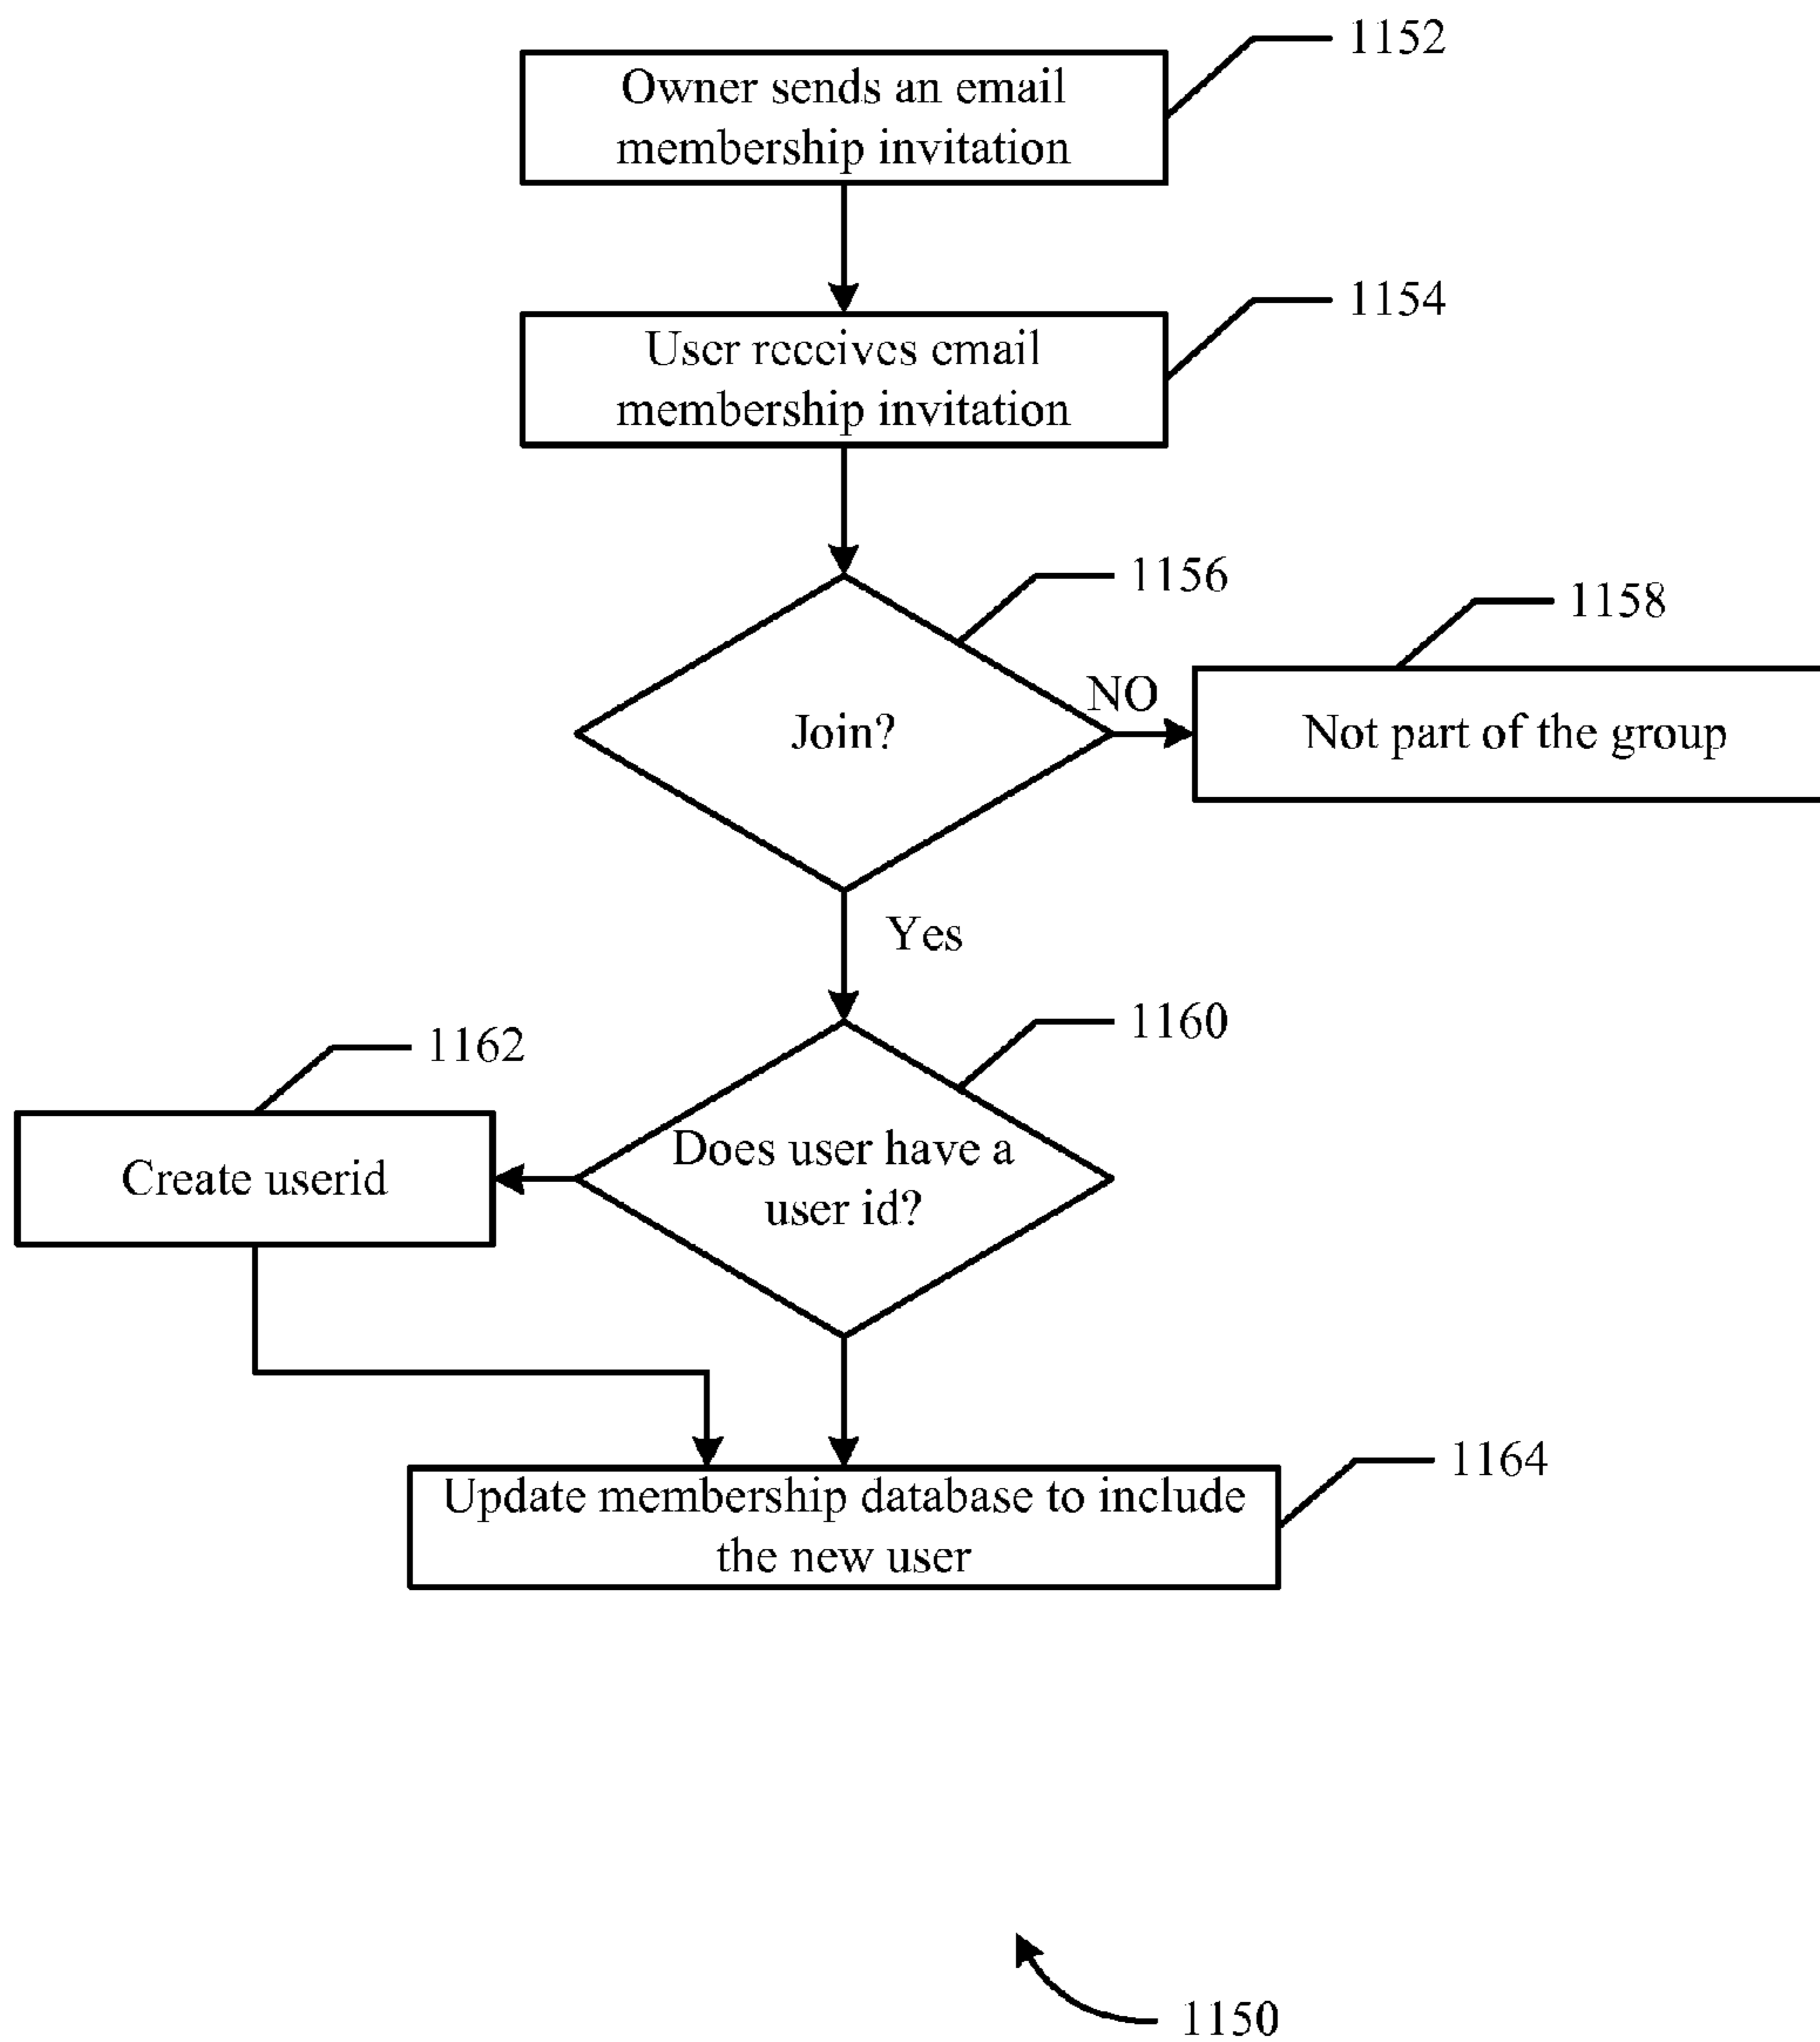 1152
Owner sends an email
membership invitation
1154
User receives email
membership invitation
1156
1158
NO
Join?
Not part of the group
Yes
1160
1162
Does user have a
user id?
Create userid
1164
Update membership database to include
the new user
1150